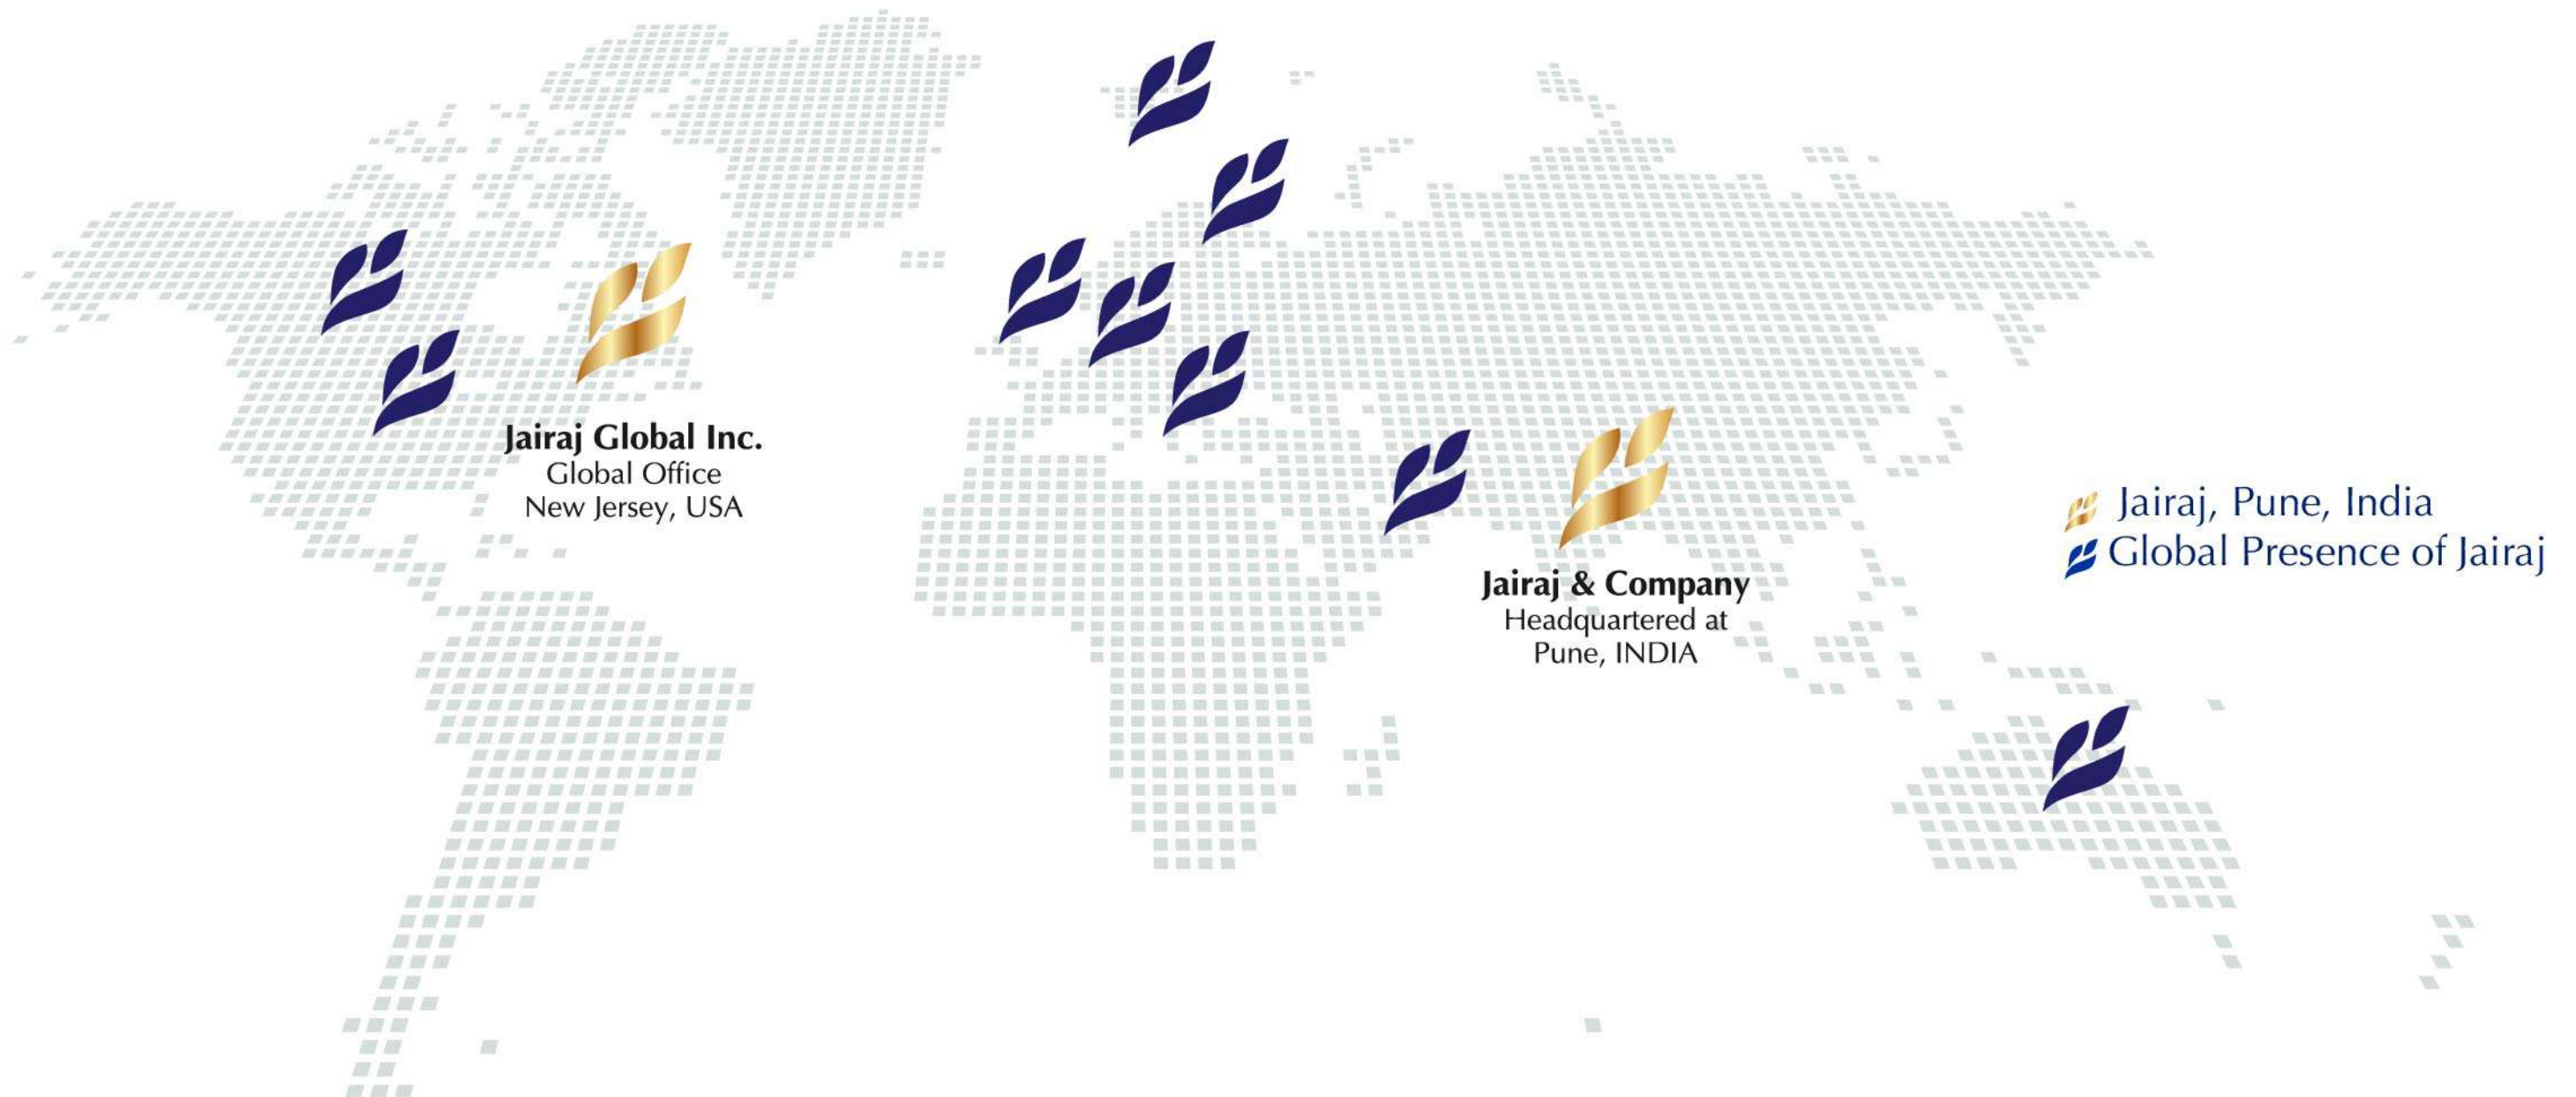 Jairaj Global Inc.
Global Office
New Jersey, USA
Jairaj & Company
Headquartered at
Pune, INDIA
Jairaj, Pune, India
Global Presence of Jairaj